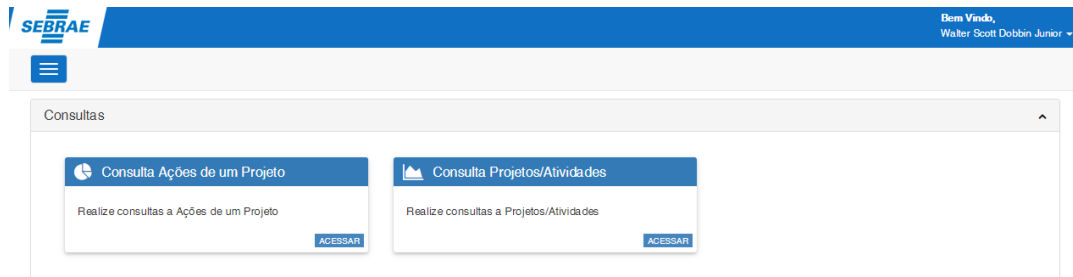 SEBRAE
Bem Vindo,
Walter Scott Dobbin Junior
Consultas
Consulta Ações de um Projeto
Realize consultas a Ações de um Projeto
ACESSAR
Consulta Projetos/Atividades
Realize consultas a Projetos/Atividades
ACESSAR